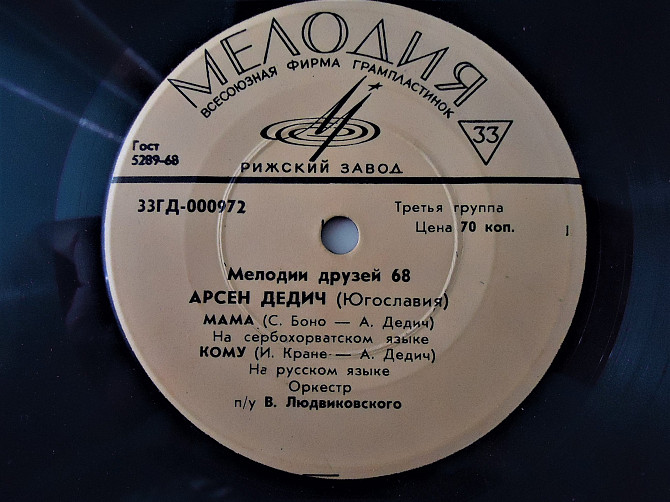 МЕЛОДИЯ
ВСЕСОЮЗНАЯ ФИРМА ГРАМПЛАСТИНОК
33
Гост
5289-68
РИЖСКИЙ ЗАВОД
33ГД-000972
Третья группа
Цена 70 коп.
1
Мелодии друзей 68
АРСЕН ДЕДИЧ (Югославия)
МАМА (С. Боно — А. Дедич)
На сербохорватском языке
КОМУ (И. Кране — А. Дедич)
На русском языке
Оркестр
п/у В. Людвиковского